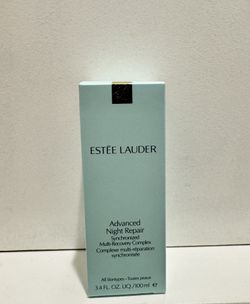 ESTĒE LAUDER
Advanced
Night Repair
Synchronized
Multi-Recovery Complex
Complexe multi-réparation
synchronisée
All Skintypes · Toutes peaux
3.4 FL. OZ. LIQ./100 ml e